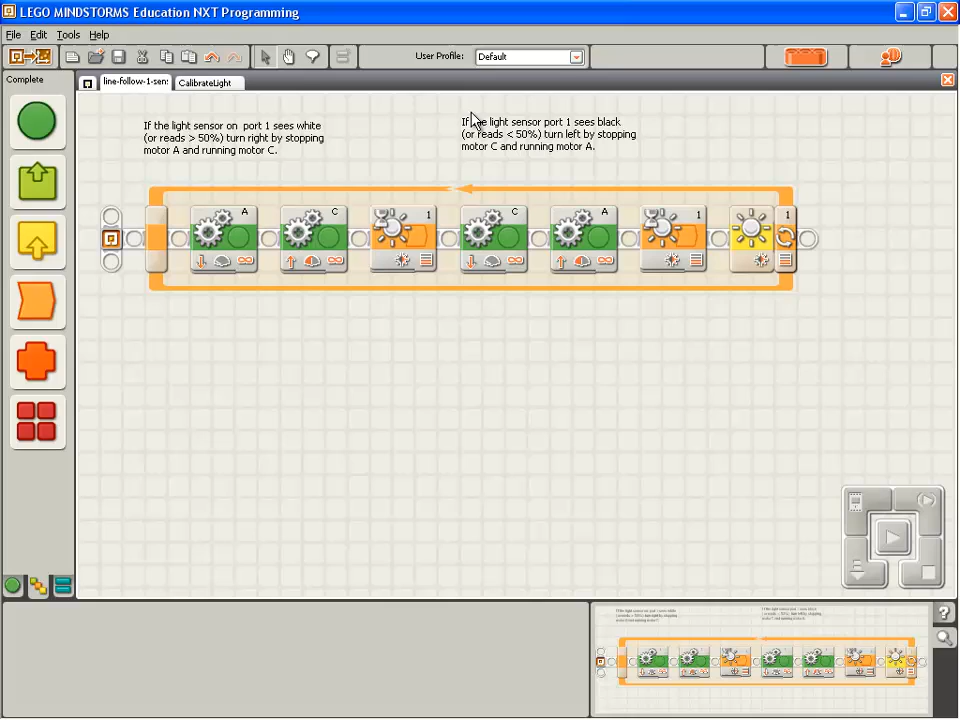 LEGO MINDSTORMS Education NXT Programming
File Edit Tools Help
User Profile: Default
Complete
line-follow-1-sen: CalibrateLight
If the light sensor on port 1 sees white
(or reads > 50%) turn right by stopping
motor A and running motor C.
If the light sensor port 1 sees black
(or reads < 50%) turn left by stopping
motor C and running motor A.
A C 1 C A 1 1